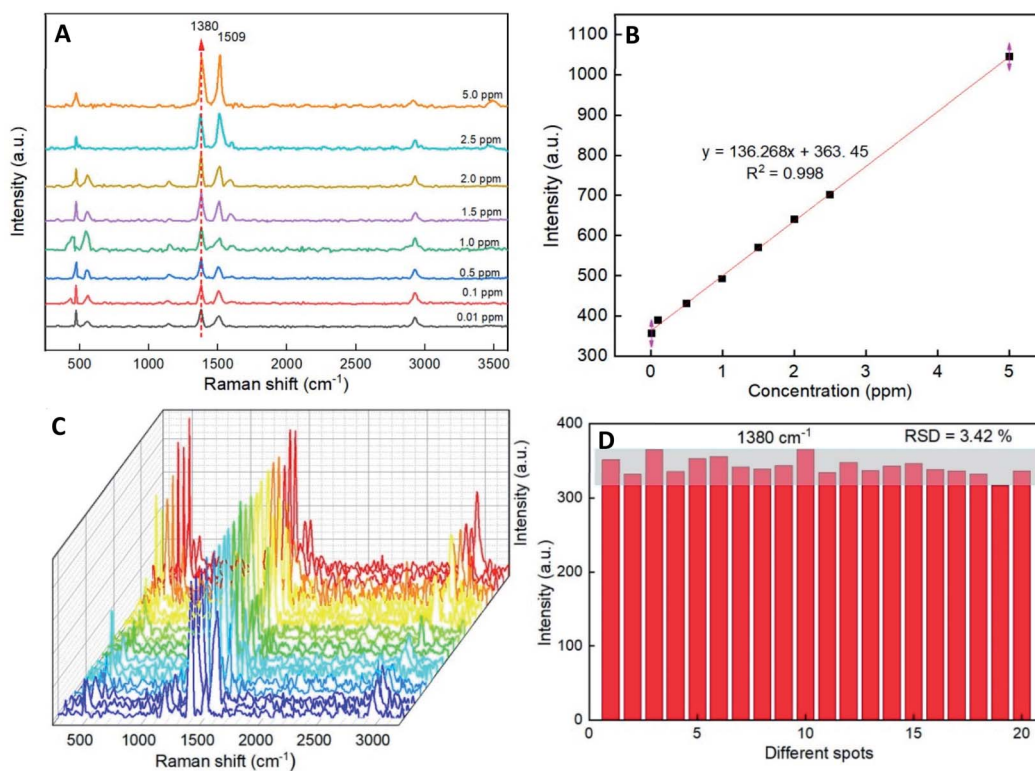 A
1380
1509
5.0 ppm
2.5 ppm
2.0 ppm
1.5 ppm
1.0 ppm
0.5 ppm
0.1 ppm
0.01 ppm
Intensity (a.u.)
500 1000 1500 2000 2500 3000 3500
Raman shift (cm⁻¹)
B
1100
1000
900
800
700
600
500
400
300
Intensity (a.u.)
y = 136.268x + 363. 45
R² = 0.998
0 1 2 3 4 5
Concentration (ppm)
C
Intensity (a.u.)
500 1000 1500 2000 2500 3000
Raman shift (cm⁻¹)
D
1380 cm⁻¹ RSD = 3.42 %
400
300
200
100
0
Intensity (a.u.)
0 5 10 15 20
Different spots